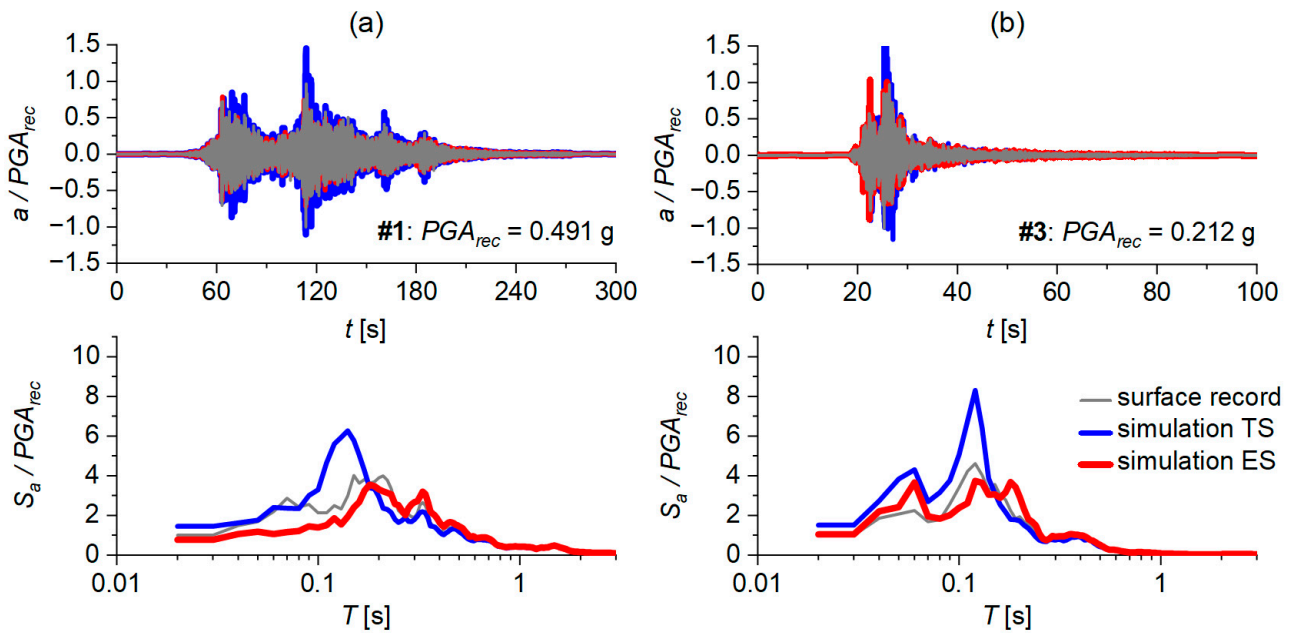 (a)
(b)
1.5
1.0
0.5
0.0
−0.5
−1.0
−1.5
a / PGArec
#1: PGArec = 0.491 g
0 60 120 180 240 300
t [s]
1.5
1.0
0.5
0.0
−0.5
−1.0
−1.5
a / PGArec
#3: PGArec = 0.212 g
0 20 40 60 80 100
t [s]
10
8
6
4
2
0
Sa / PGArec
0.01 0.1 1
T [s]
10
8
6
4
2
0
Sa / PGArec
surface record
simulation TS
simulation ES
0.01 0.1 1
T [s]